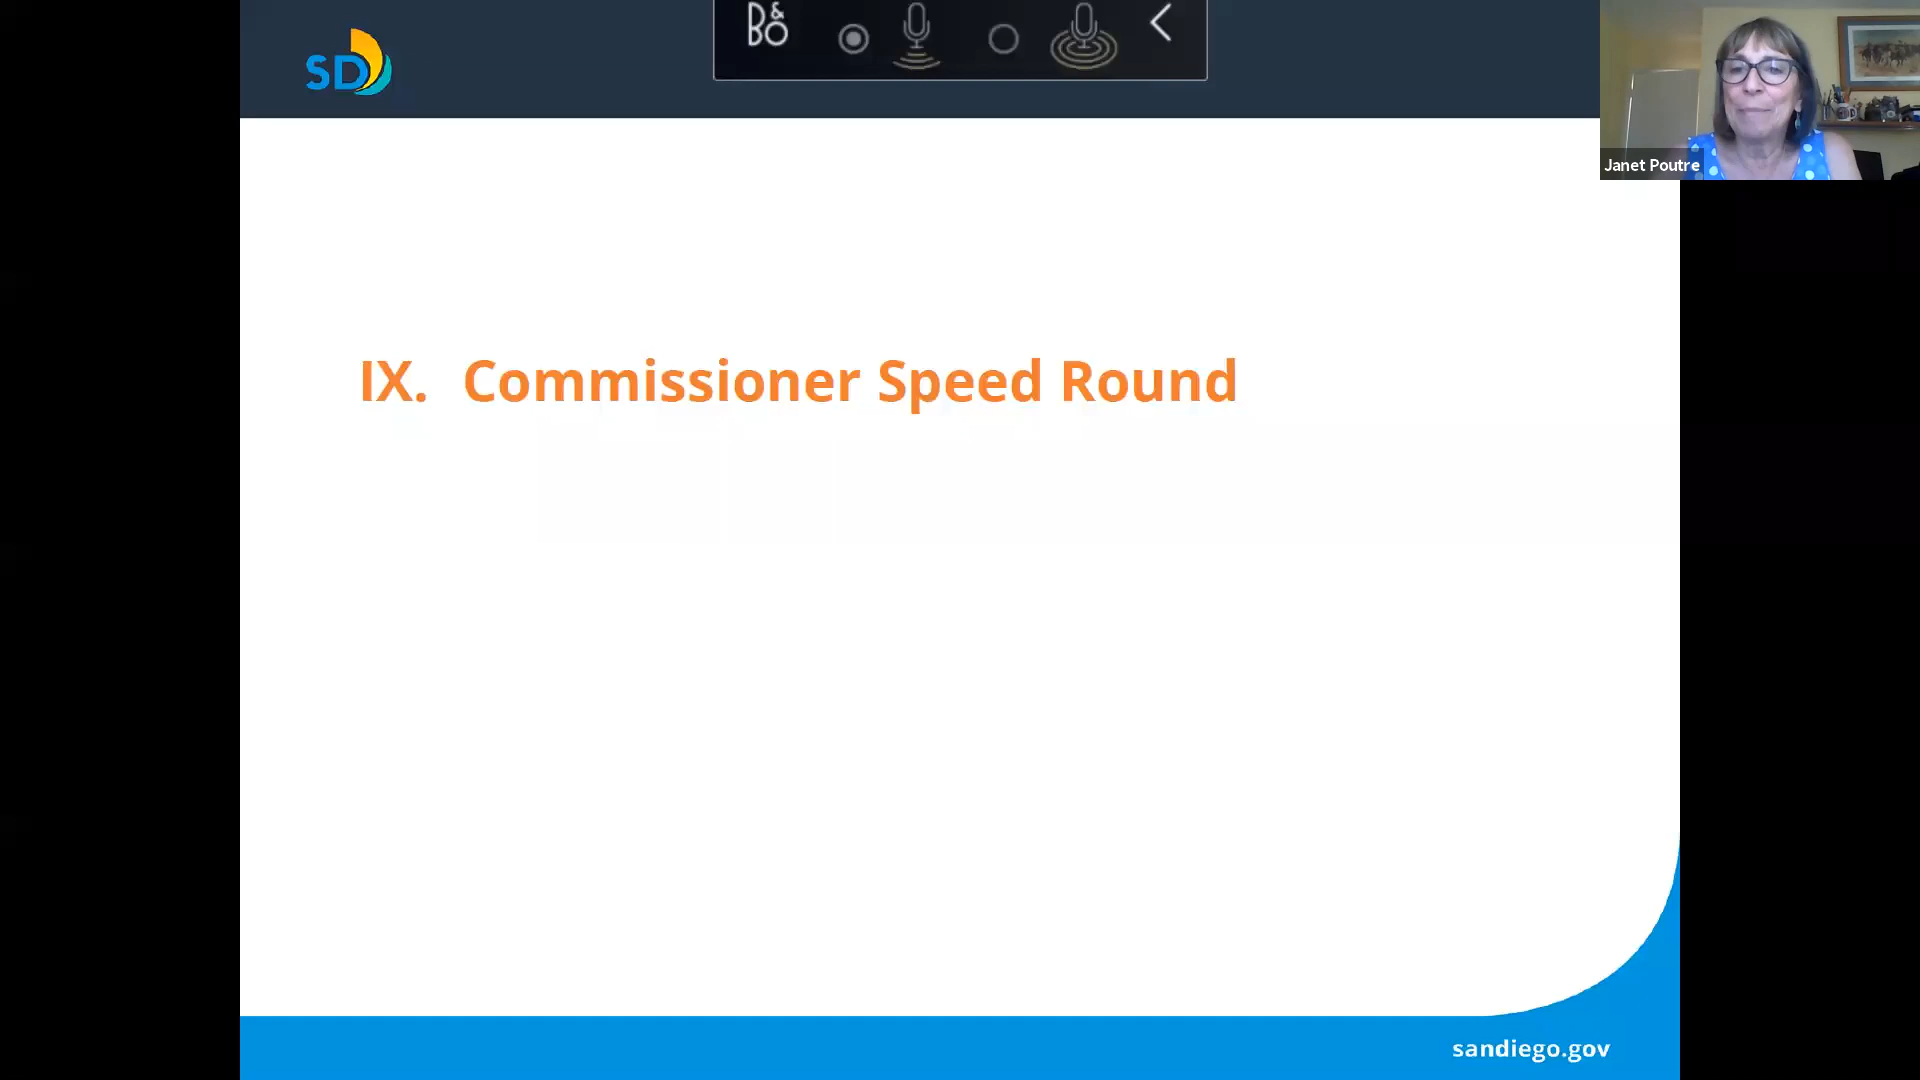 SD
B&O
Janet Poutre
IX. Commissioner Speed Round
sandiego.gov